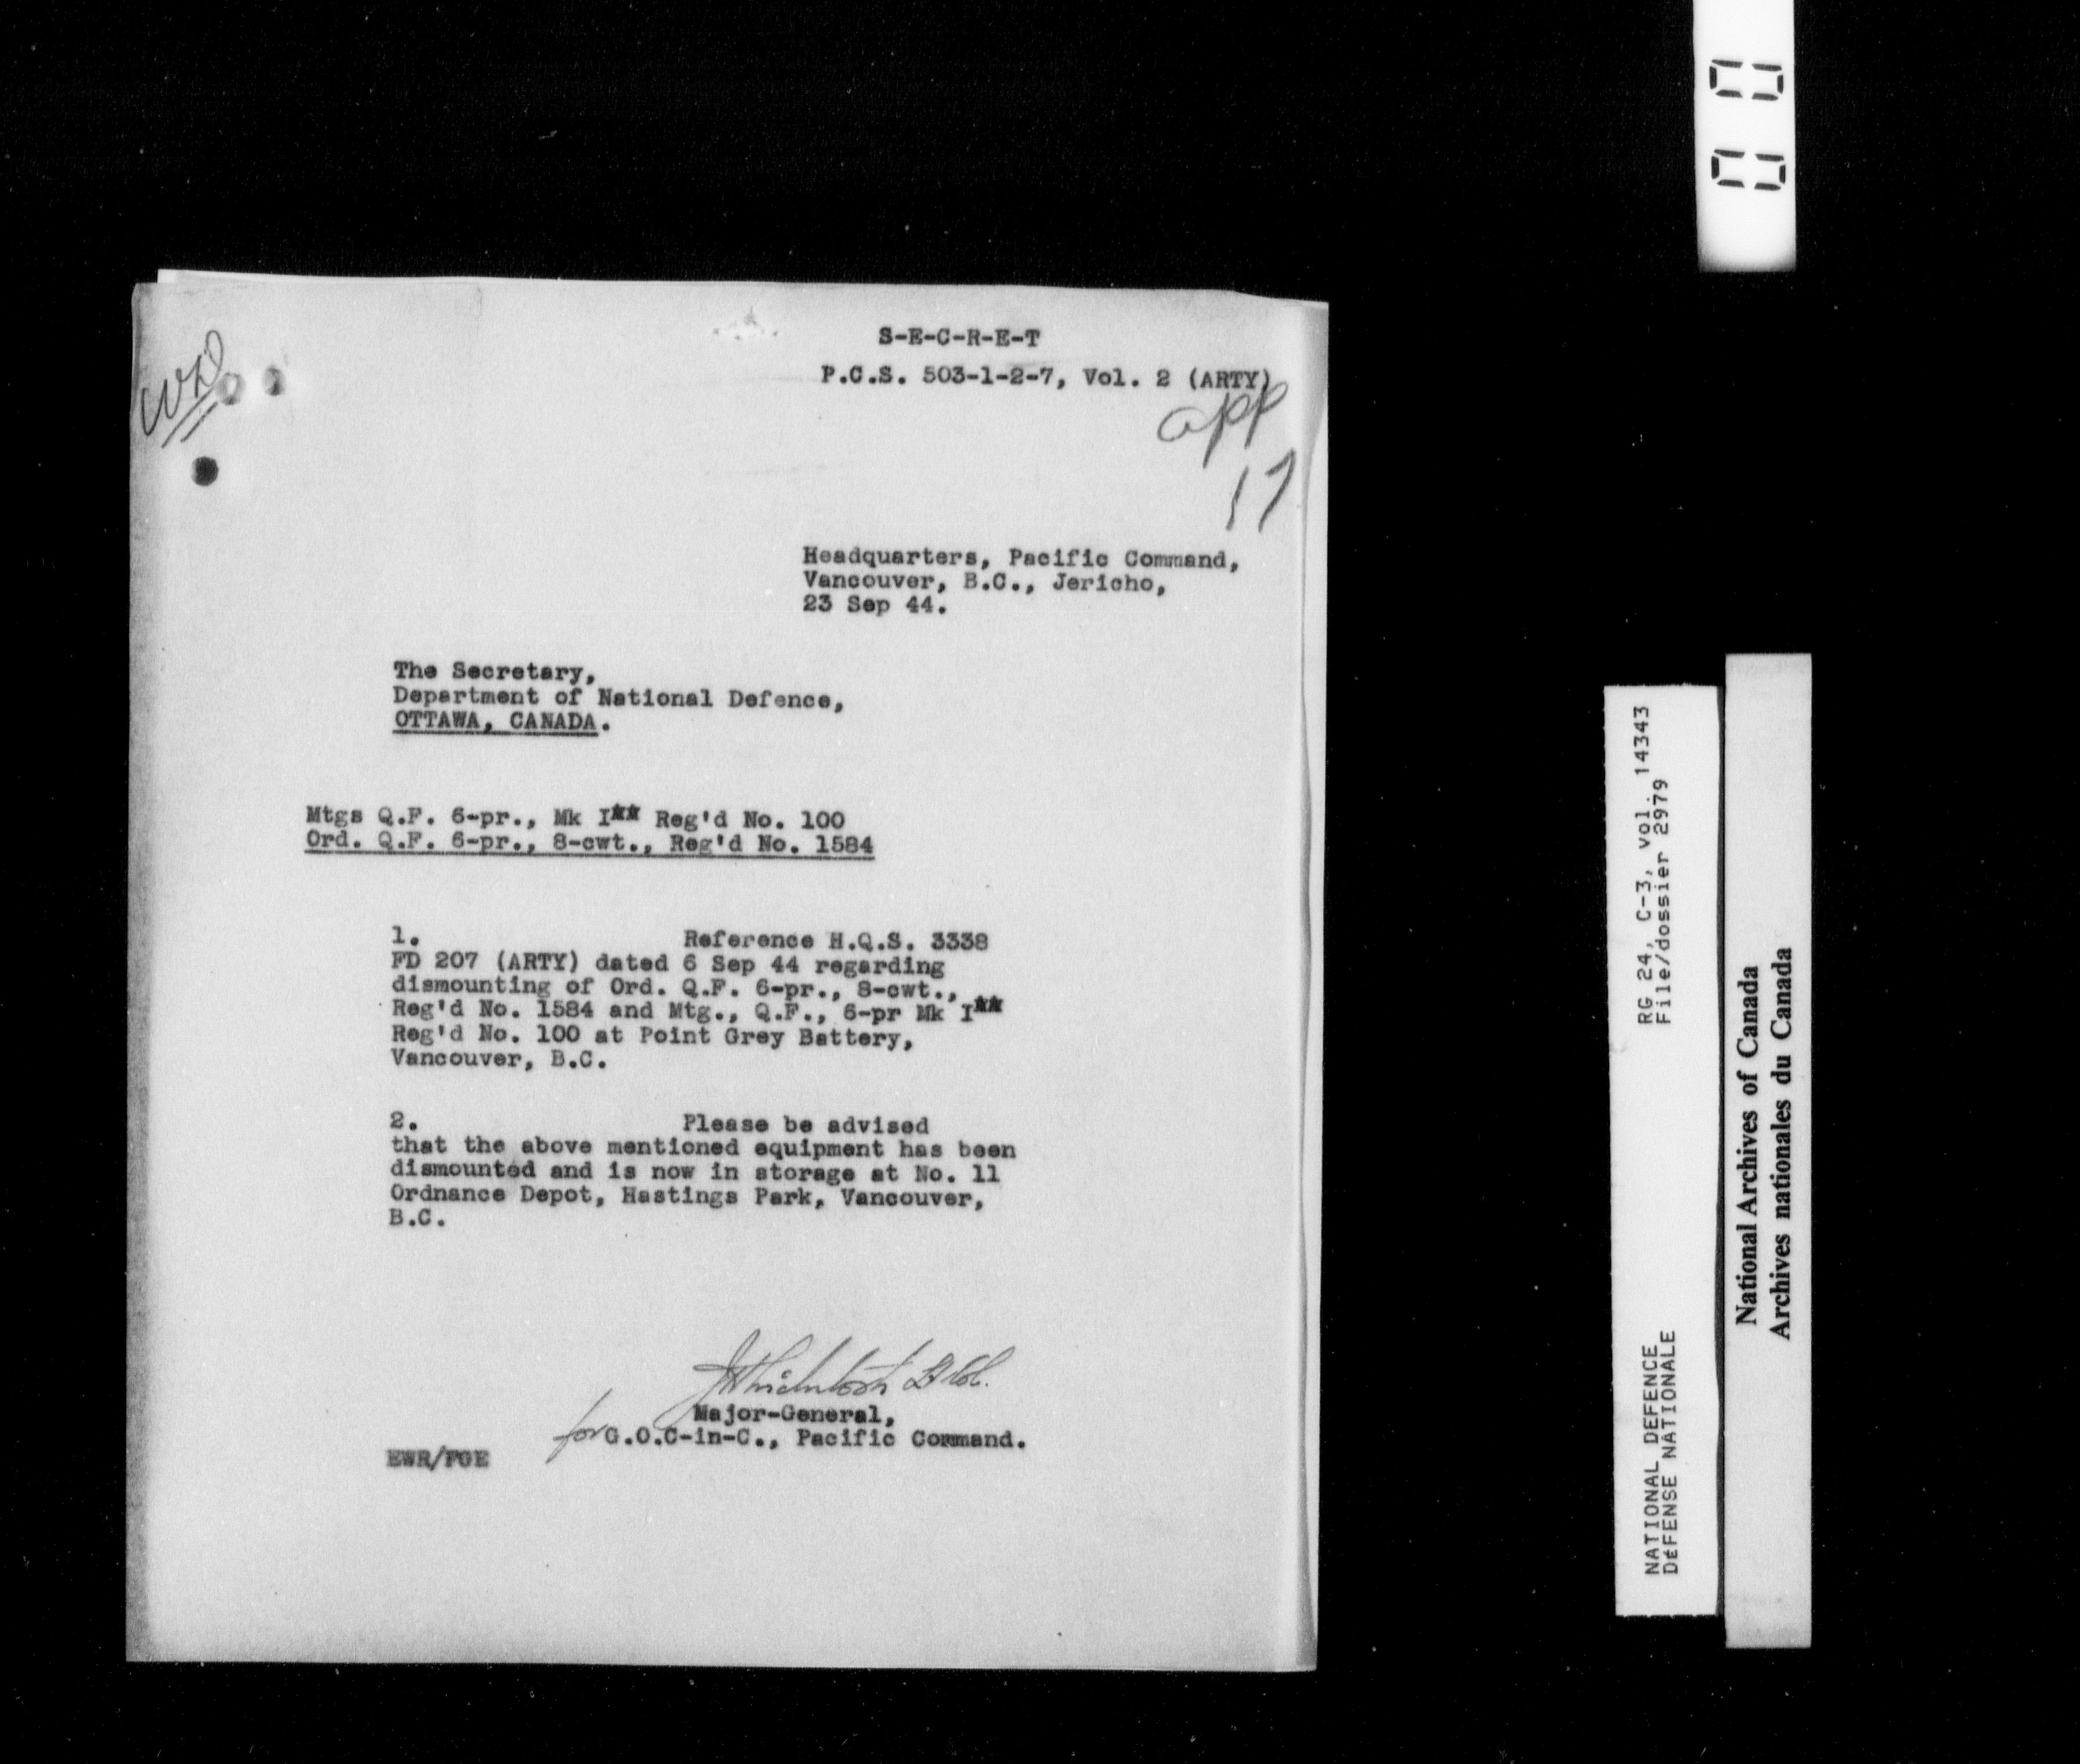 S-E-C-R-E-T
P.C.S. 503-1-2-7, Vol. 2 (ARTY)
app
17
Headquarters, Pacific Command,
Vancouver, B.C., Jericho,
23 Sep 44.
The Secretary,
Department of National Defence,
OTTAWA, CANADA.
Mtgs Q.F. 6-pr., Mk I** Reg'd No. 100
Ord. Q.F. 6-pr., 8-cwt., Reg'd No. 1584
1. Reference H.Q.S. 3338
FD 207 (ARTY) dated 6 Sep 44 regarding
dismounting of Ord. Q.F. 6-pr., 8-cwt.,
Reg'd No. 1584 and Mtg., Q.F., 6-pr Mk I**
Reg'd No. 100 at Point Grey Battery,
Vancouver, B.C.
2. Please be advised
that the above mentioned equipment has been
dismounted and is now in storage at No. 11
Ordnance Depot, Hastings Park, Vancouver,
B.C.
Major-General,
for G.O.C-in-C., Pacific Command.
EWR/FGE
RG 24, C-3, vol. 14343
File/dossier 2979
NATIONAL DEFENCE
DéFENSE NATIONALE
National Archives of Canada
Archives nationales du Canada